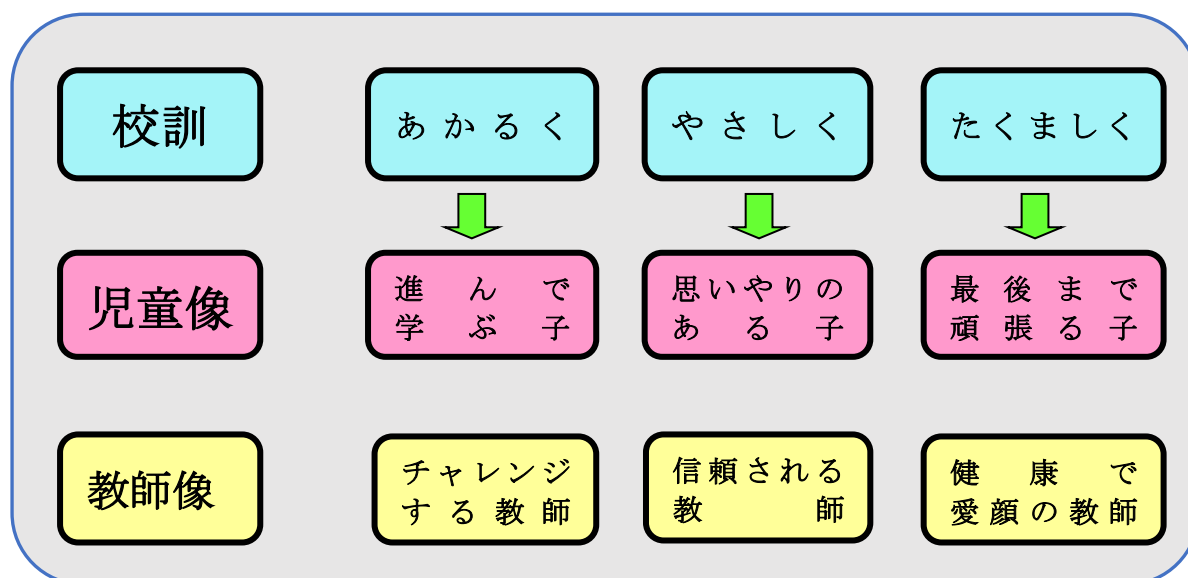 校訓
あかるく
やさしく
たくましく
児童像
進んで
学ぶ子
思いやりの
ある子
最後まで
頑張る子
教師像
チャレンジ
する教師
信頼される
教師
健康で
愛顔の教師